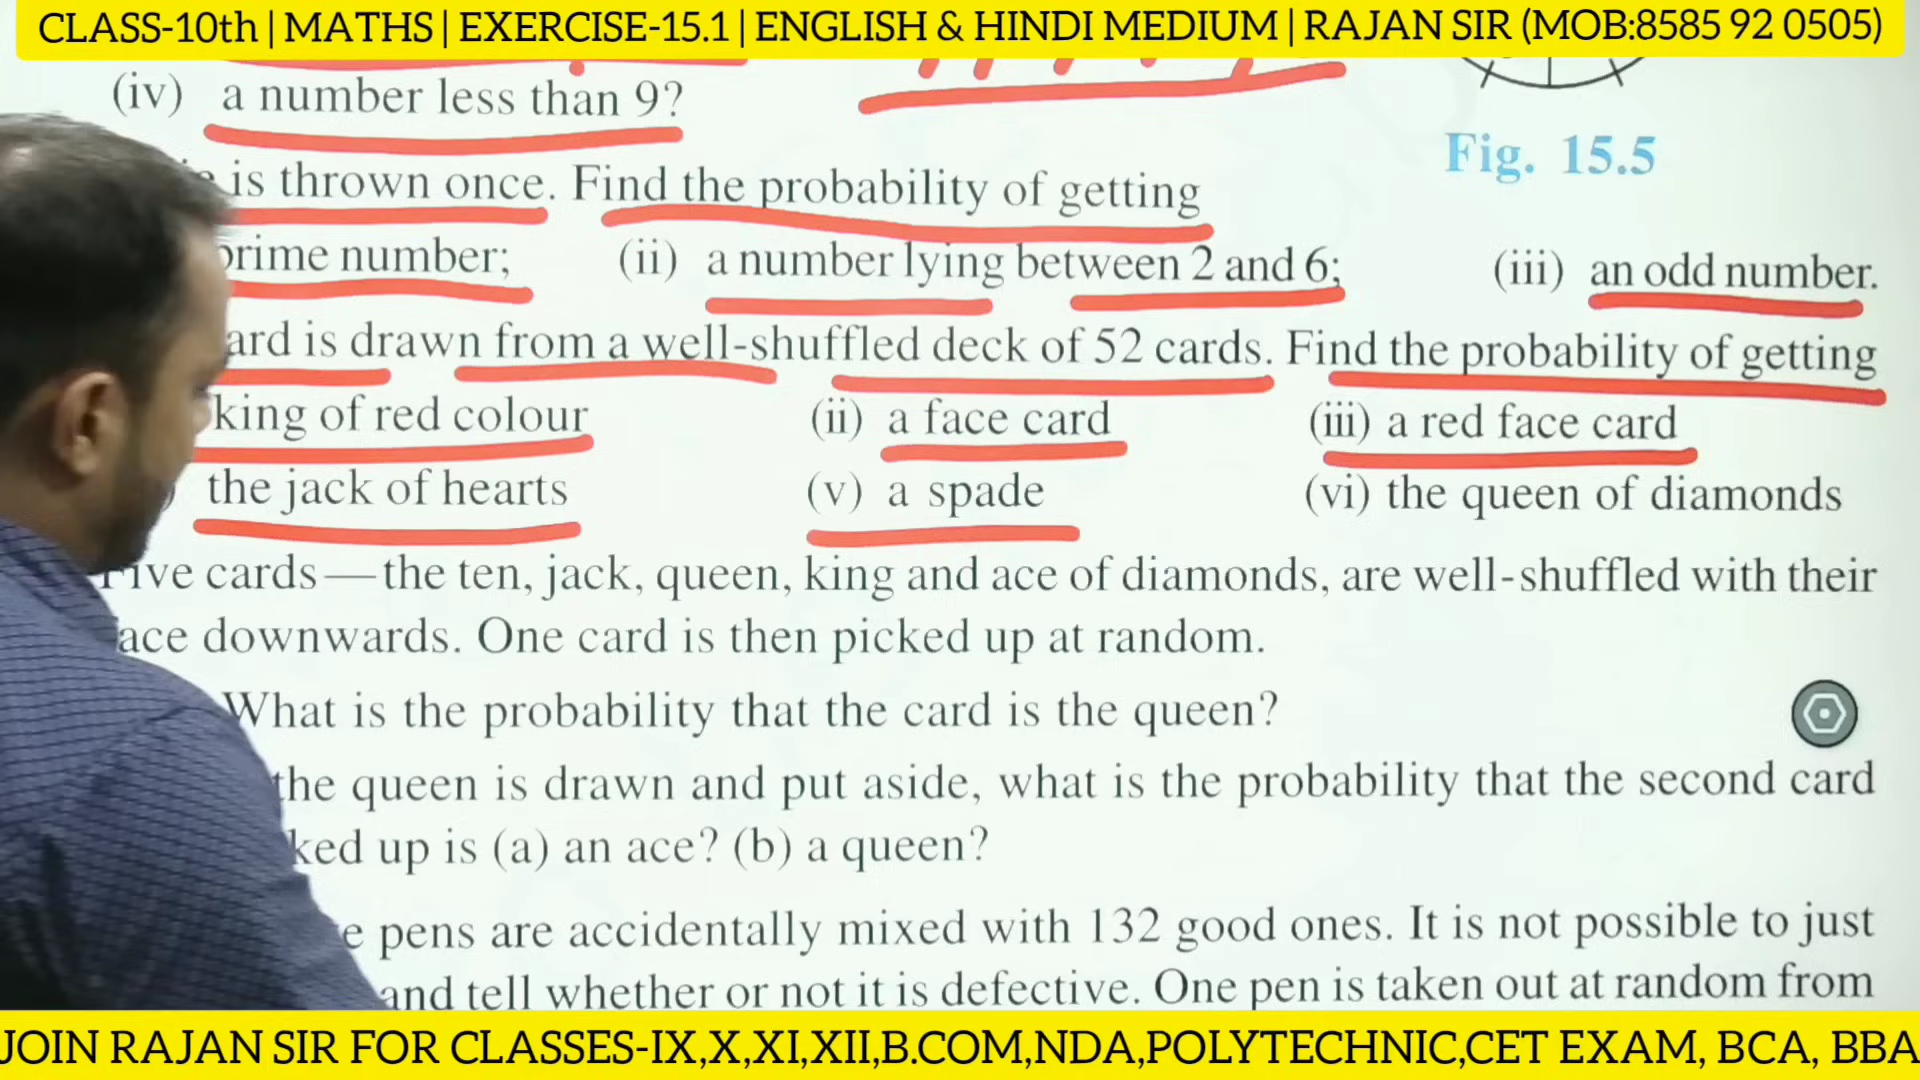 CLASS-10th | MATHS | EXERCISE-15.1 | ENGLISH & HINDI MEDIUM | RAJAN SIR (MOB:8585 92 0505)
(iv) a number less than 9?
Fig. 15.5
is thrown once. Find the probability of getting
prime number; (ii) a number lying between 2 and 6; (iii) an odd number.
ard is drawn from a well-shuffled deck of 52 cards. Find the probability of getting
king of red colour (ii) a face card (iii) a red face card
the jack of hearts (v) a spade (vi) the queen of diamonds
Five cards—the ten, jack, queen, king and ace of diamonds, are well-shuffled with their
ace downwards. One card is then picked up at random.
What is the probability that the card is the queen?
the queen is drawn and put aside, what is the probability that the second card
ked up is (a) an ace? (b) a queen?
e pens are accidentally mixed with 132 good ones. It is not possible to just
and tell whether or not it is defective. One pen is taken out at random from
JOIN RAJAN SIR FOR CLASSES-IX,X,XI,XII,B.COM,NDA,POLYTECHNIC,CET EXAM, BCA, BBA